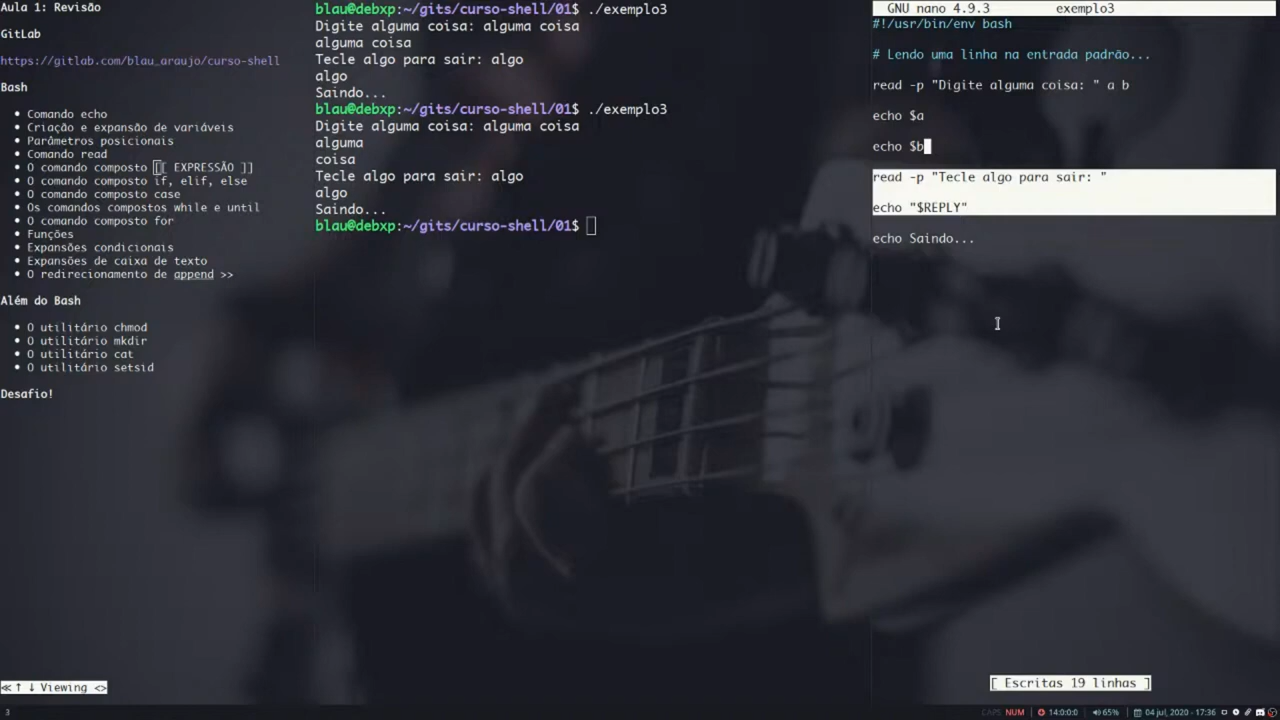 Aula 1: Revisão
GitLab
https://gitlab.com/blau_araujo/curso-shell
Bash
• Comando echo
• Criação e expansão de variáveis
• Parâmetros posicionais
• Comando read
• O comando composto [[ EXPRESSÃO ]]
• O comando composto if, elif, else
• O comando composto case
• Os comandos compostos while e until
• O comando composto for
• Funções
• Expansões condicionais
• Expansões de caixa de texto
• O redirecionamento de append >>
Além do Bash
• O utilitário chmod
• O utilitário mkdir
• O utilitário cat
• O utilitário setsid
Desafio!
≪↑ ↓ Viewing <>
blau@debxp:~/gits/curso-shell/01$ ./exemplo3
Digite alguma coisa: alguma coisa
alguma coisa
Tecle algo para sair: algo
algo
Saindo...
blau@debxp:~/gits/curso-shell/01$ ./exemplo3
Digite alguma coisa: alguma coisa
alguma
coisa
Tecle algo para sair: algo
algo
Saindo...
blau@debxp:~/gits/curso-shell/01$
GNU nano 4.9.3 exemplo3
#!/usr/bin/env bash
# Lendo uma linha na entrada padrão...
read -p "Digite alguma coisa: " a b
echo $a
echo $b
read -p "Tecle algo para sair: "
echo "$REPLY"
echo Saindo...
[ Escritas 19 linhas ]
3
CAPS NUM 14:0:0:0 65% 04 jul, 2020 - 17:36